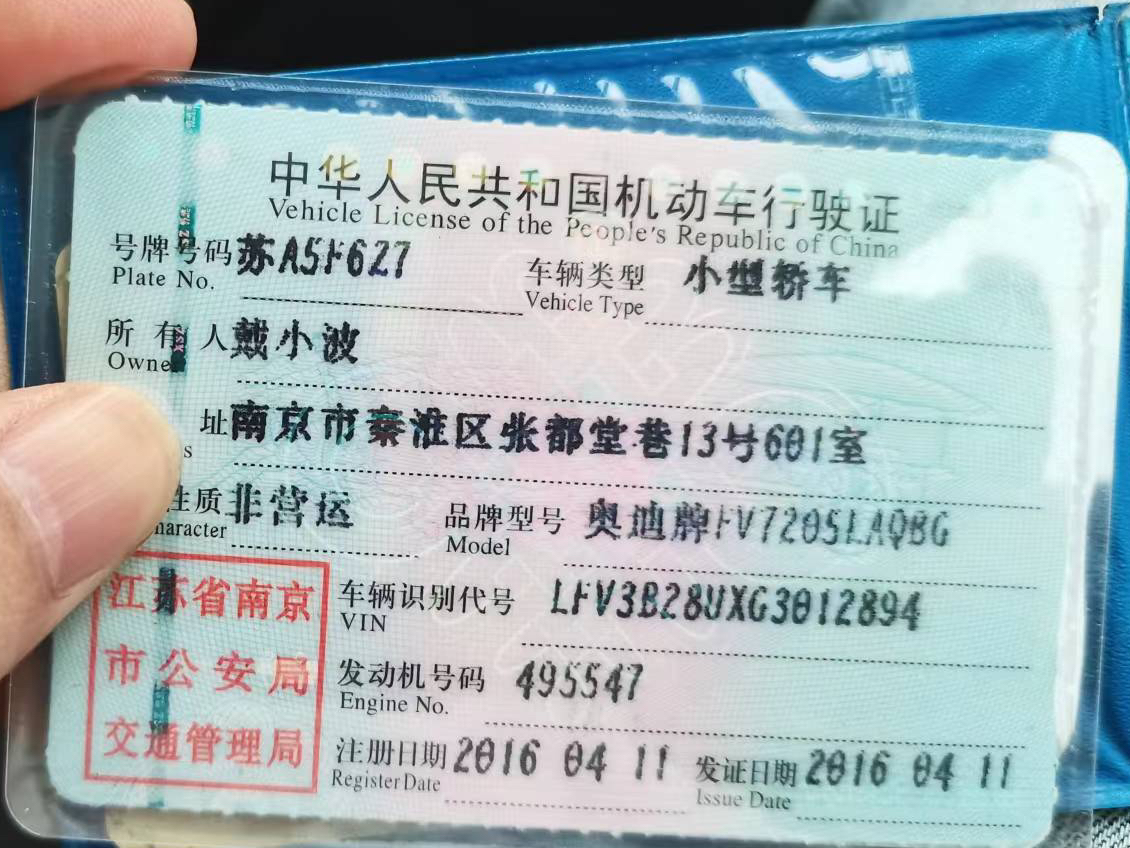 中华人民共和国机动车行驶证
Vehicle License of the People's Republic of China
号牌号码 苏A5F627 车辆类型 小型轿车
Plate No. Vehicle Type
所有人 戴小波
Owner
址 南京市秦淮区张都堂巷13号601室
s
性质 非营运 品牌型号 奥迪牌FV7205LAQBG
haracter Model
江苏省南京
市公安局
交通管理局
车辆识别代号 LFV3B28UXG3012894
VIN
发动机号码 495547
Engine No.
注册日期 2016 04 11 发证日期 2016 04 11
Register Date Issue Date